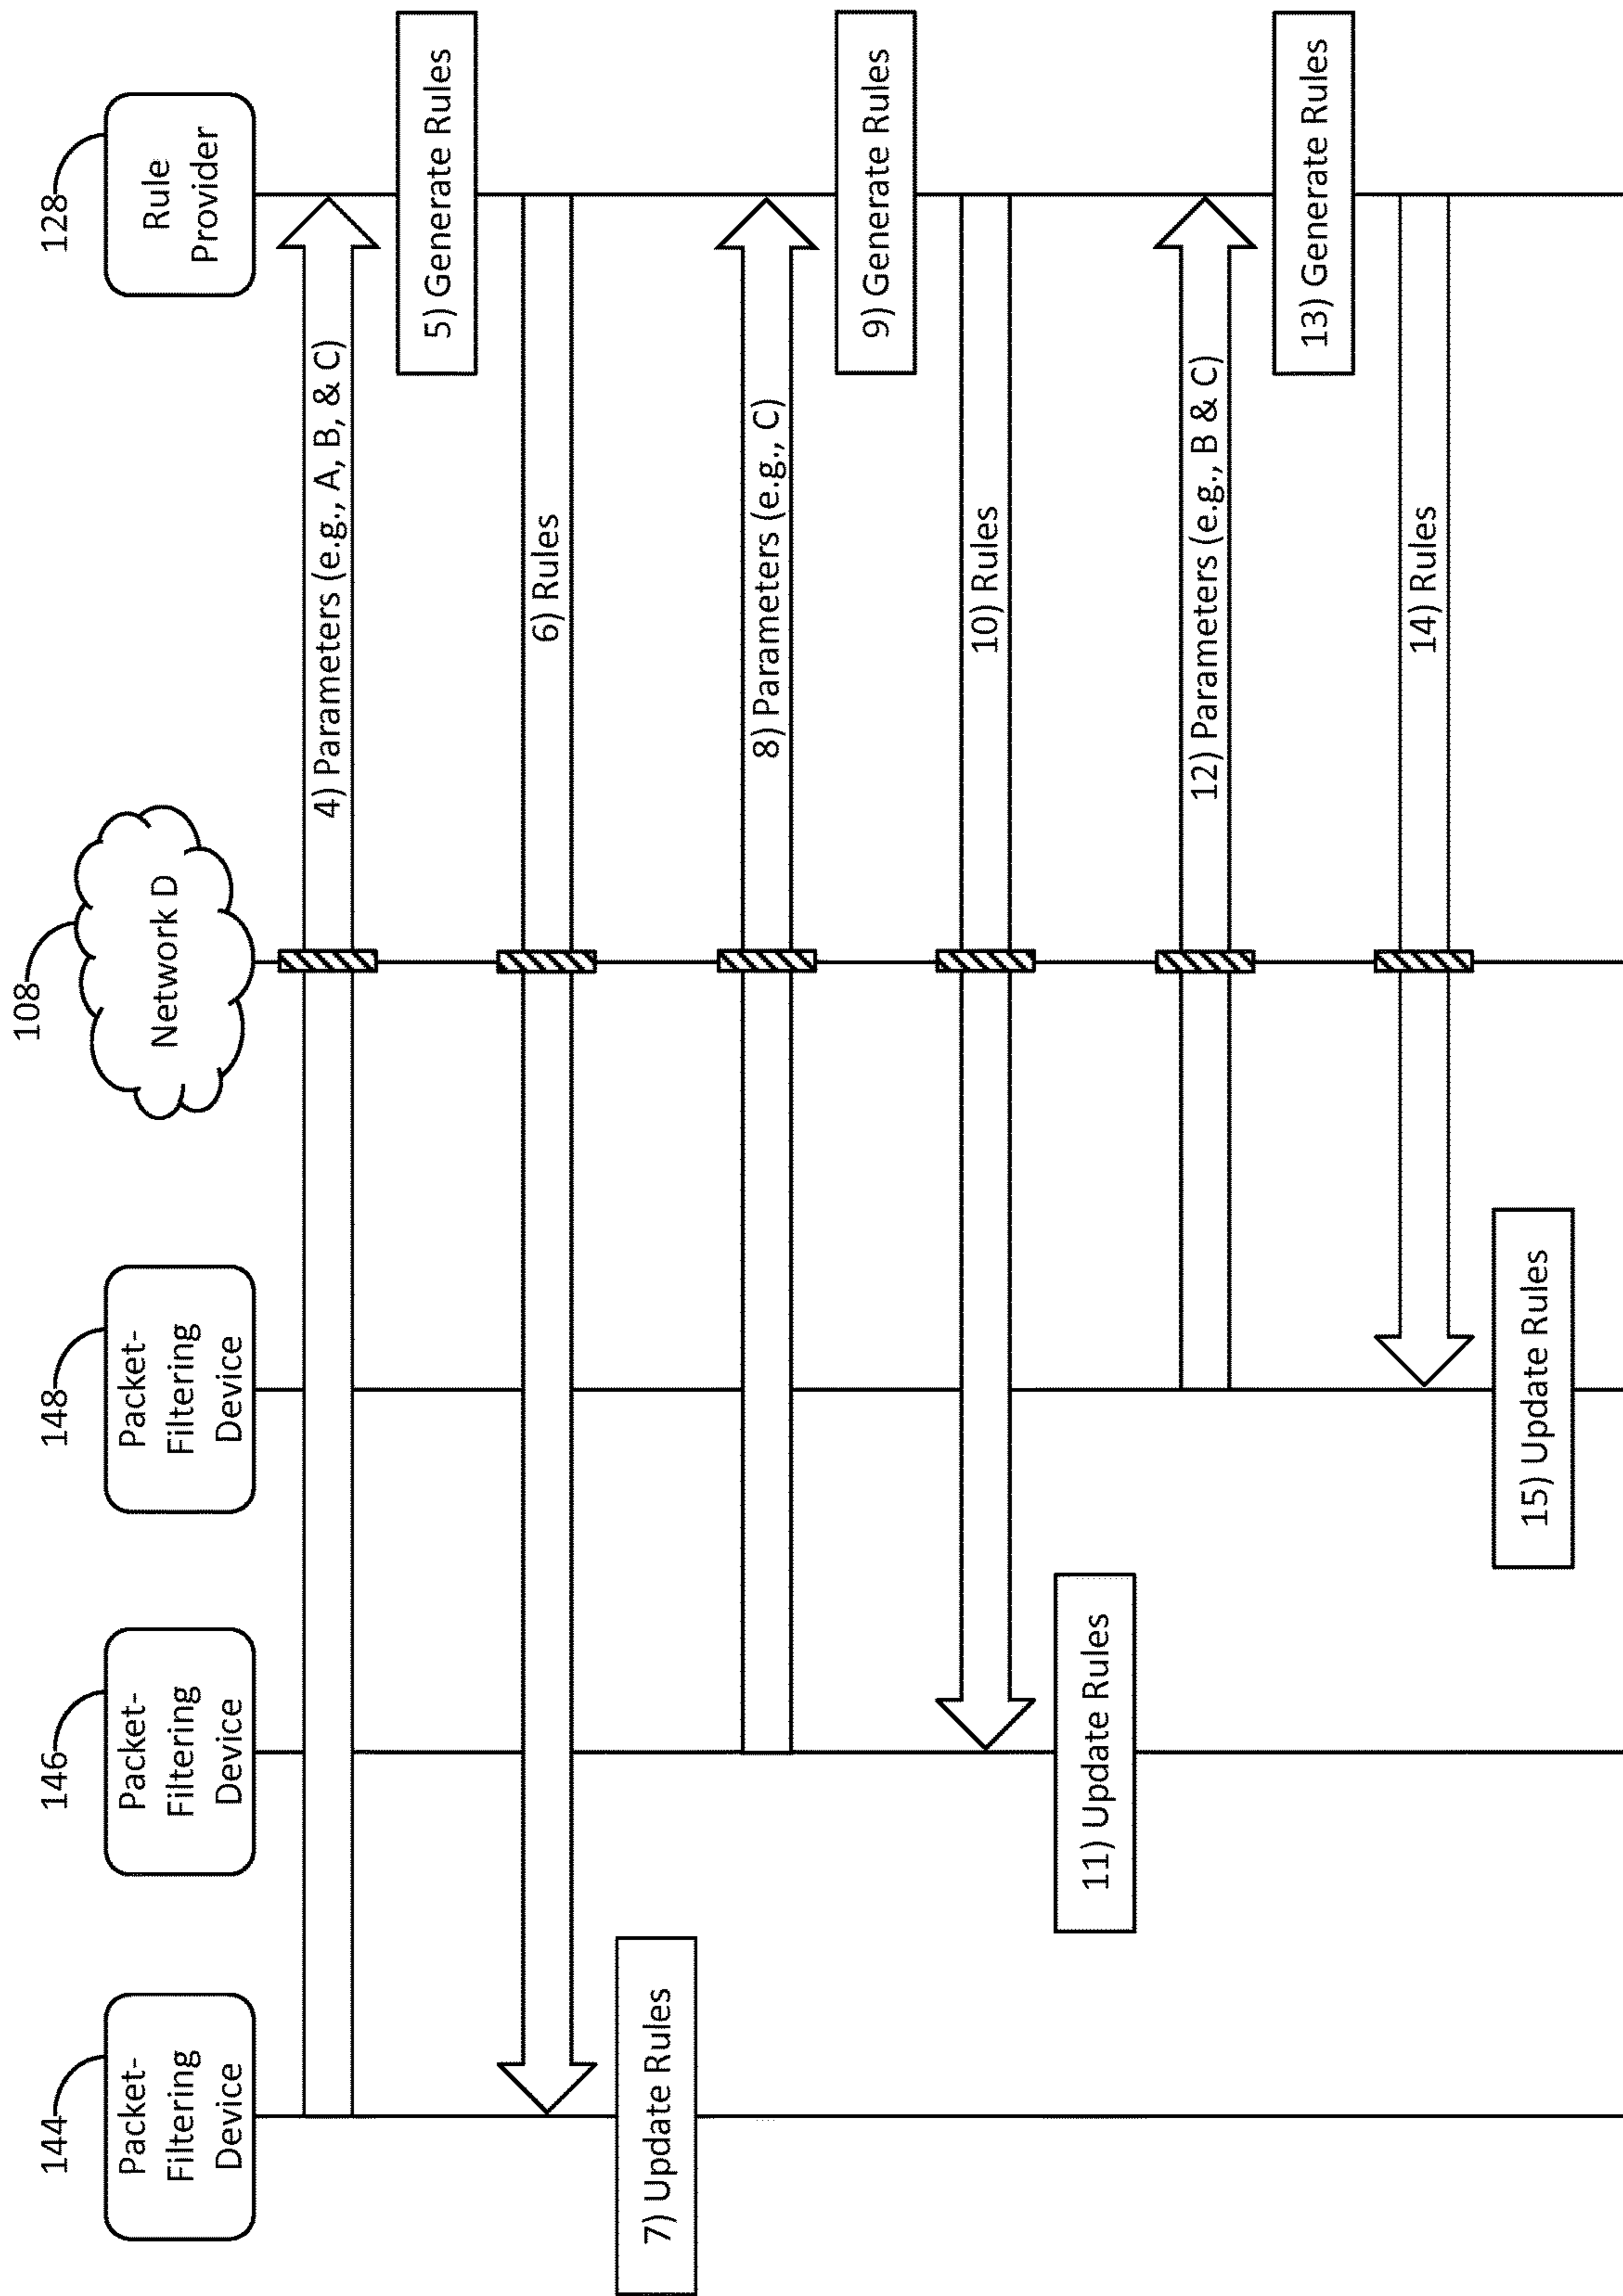 144
Packet-
Filtering
Device
146
Packet-
Filtering
Device
148
Packet-
Filtering
Device
108
Network D
128
Rule
Provider
4) Parameters (e.g., A, B, & C)
5) Generate Rules
6) Rules
7) Update Rules
8) Parameters (e.g., C)
9) Generate Rules
10) Rules
11) Update Rules
12) Parameters (e.g., B & C)
13) Generate Rules
14) Rules
15) Update Rules